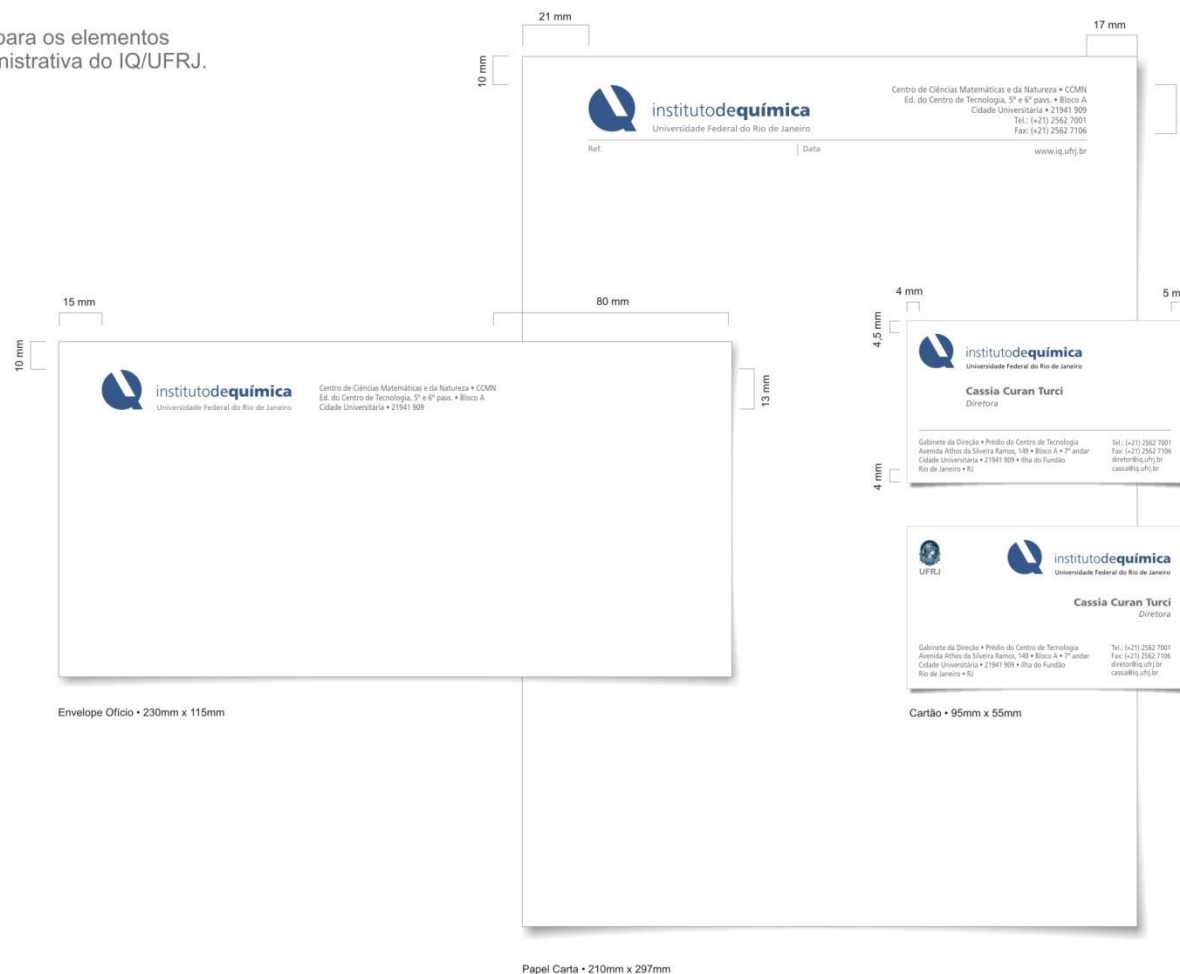 para os elementos
nistrativa do IQ/UFRJ.
21 mm
17 mm
10 mm
institutodequímica
Universidade Federal do Rio de Janeiro
Centro de Ciências Matemáticas e da Natureza • CCMN
Ed. do Centro de Tecnologia, 5º e 6º pavs. • Bloco A
Cidade Universitária • 21941 909
Tel.: (+21) 2562 7001
Fax: (+21) 2562 7106
Ref.
Data
www.iq.ufrj.br
15 mm
80 mm
10 mm
13 mm
institutodequímica
Universidade Federal do Rio de Janeiro
Centro de Ciências Matemáticas e da Natureza • CCMN
Ed. do Centro de Tecnologia, 5º e 6º pavs. • Bloco A
Cidade Universitária • 21941 909
Envelope Ofício • 230mm x 115mm
4 mm
5 m
4,5 mm
4 mm
institutodequímica
Universidade Federal do Rio de Janeiro
Cassia Curan Turci
Diretora
Gabinete da Direção • Prédio do Centro de Tecnologia
Avenida Athos da Silveira Ramos, 149 • Bloco A • 7º andar
Cidade Universitária • 21941 909 • Ilha do Fundão
Rio de Janeiro • RJ
Tel.: (+21) 2562 7001
Fax: (+21) 2562 7106
diretor@iq.ufrj.br
cassia@iq.ufrj.br
UFRJ
institutodequímica
Universidade Federal do Rio de Janeiro
Cassia Curan Turci
Diretora
Gabinete da Direção • Prédio do Centro de Tecnologia
Avenida Athos da Silveira Ramos, 149 • Bloco A • 7º andar
Cidade Universitária • 21941 909 • Ilha do Fundão
Rio de Janeiro • RJ
Tel.: (+21) 2562 7001
Fax: (+21) 2562 7106
diretor@iq.ufrj.br
cassia@iq.ufrj.br
Cartão • 95mm x 55mm
Papel Carta • 210mm x 297mm